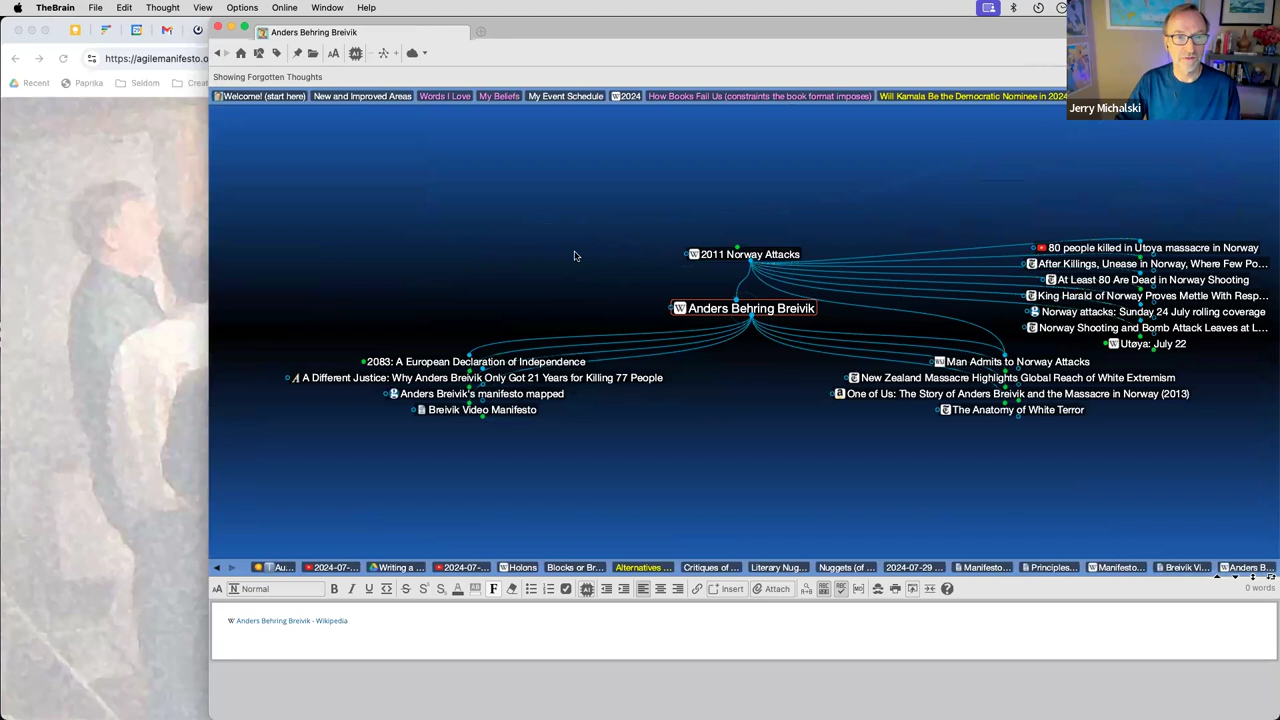 TheBrain File Edit Thought View Options Online Window Help
Anders Behring Breivik
https://agilemanifesto.o
Recent Paprika Seldom Creat
Showing Forgotten Thoughts
Welcome! (start here) New and Improved Areas Words I Love My Beliefs My Event Schedule 2024 How Books Fail Us (constraints the book format imposes) Will Kamala Be the Democratic Nominee in 2024
Jerry Michalski
2011 Norway Attacks
Anders Behring Breivik
80 people killed in Utoya massacre in Norway
After Killings, Unease in Norway, Where Few Po...
At Least 80 Are Dead in Norway Shooting
King Harald of Norway Proves Mettle With Resp...
Norway attacks: Sunday 24 July rolling coverage
Norway Shooting and Bomb Attack Leaves at L...
Utøya: July 22
2083: A European Declaration of Independence
A Different Justice: Why Anders Breivik Only Got 21 Years for Killing 77 People
Anders Breivik's manifesto mapped
Breivik Video Manifesto
Man Admits to Norway Attacks
New Zealand Massacre Highlights Global Reach of White Extremism
One of Us: The Story of Anders Breivik and the Massacre in Norway (2013)
The Anatomy of White Terror
Au... 2024-07-... Writing a ... 2024-07-... Holons Blocks or Br... Alternatives ... Critiques of ... Literary Nug... Nuggets (of ... 2024-07-29 ... Manifesto... Principles... Manifesto... Breivik Vi... Anders B...
Normal B I U S Insert Attach 0 words
Anders Behring Breivik - Wikipedia